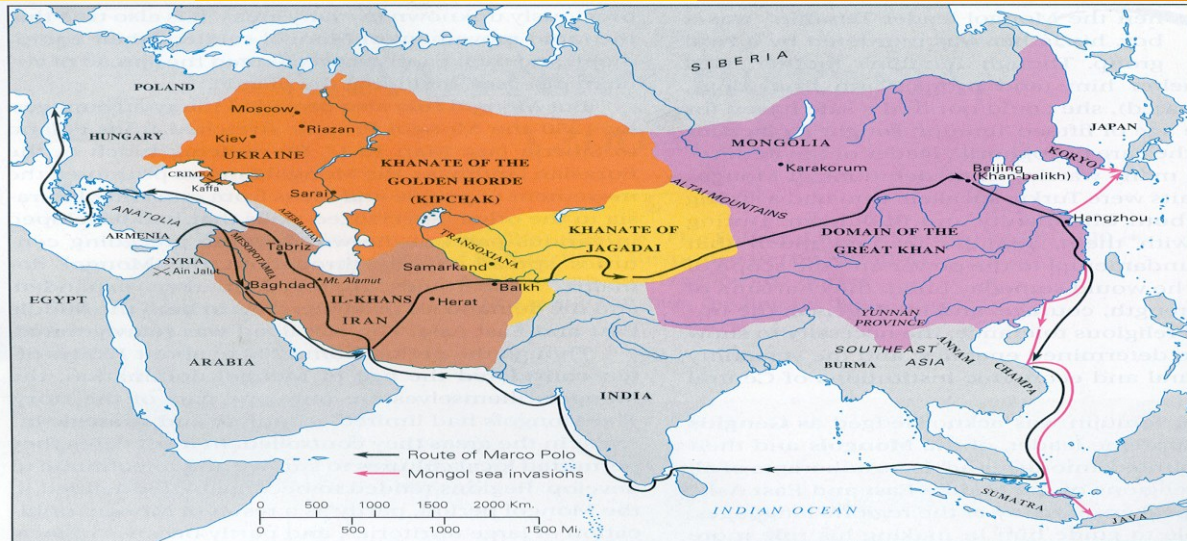 SIBERIA
POLAND
Moscow
Riazan
HUNGARY
Kiev
UKRAINE
CRIMEA
Kaffa
Sarai
KHANATE OF THE
GOLDEN HORDE
(KIPCHAK)
MONGOLIA
Karakorum
ALTAI MOUNTAINS
JAPAN
KORYO
Beijing
(Khan-balikh)
Hangzhou
ANATOLIA
ARMENIA
AZERBAIJAN
MESOPOTAMIA
Tabriz
SYRIA
Ain Jalut
Mt. Alamut
Baghdad
IL-KHANS
IRAN
TRANSOXIANA
Samarkand
Balkh
Herat
KHANATE OF
JAGADAI
DOMAIN OF THE
GREAT KHAN
EGYPT
ARABIA
YUNNAN
PROVINCE
SOUTHEAST
ASIA
BURMA
ANNAM
CHAMPA
INDIA
Route of Marco Polo
Mongol sea invasions
0 500 1000 1500 2000 Km.
0 500 1000 1500 Mi.
INDIAN OCEAN
SUMATRA
JAVA